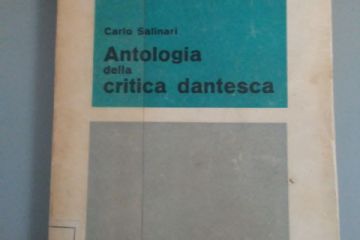 Carlo Salinari
Antologia
della
critica dantesca